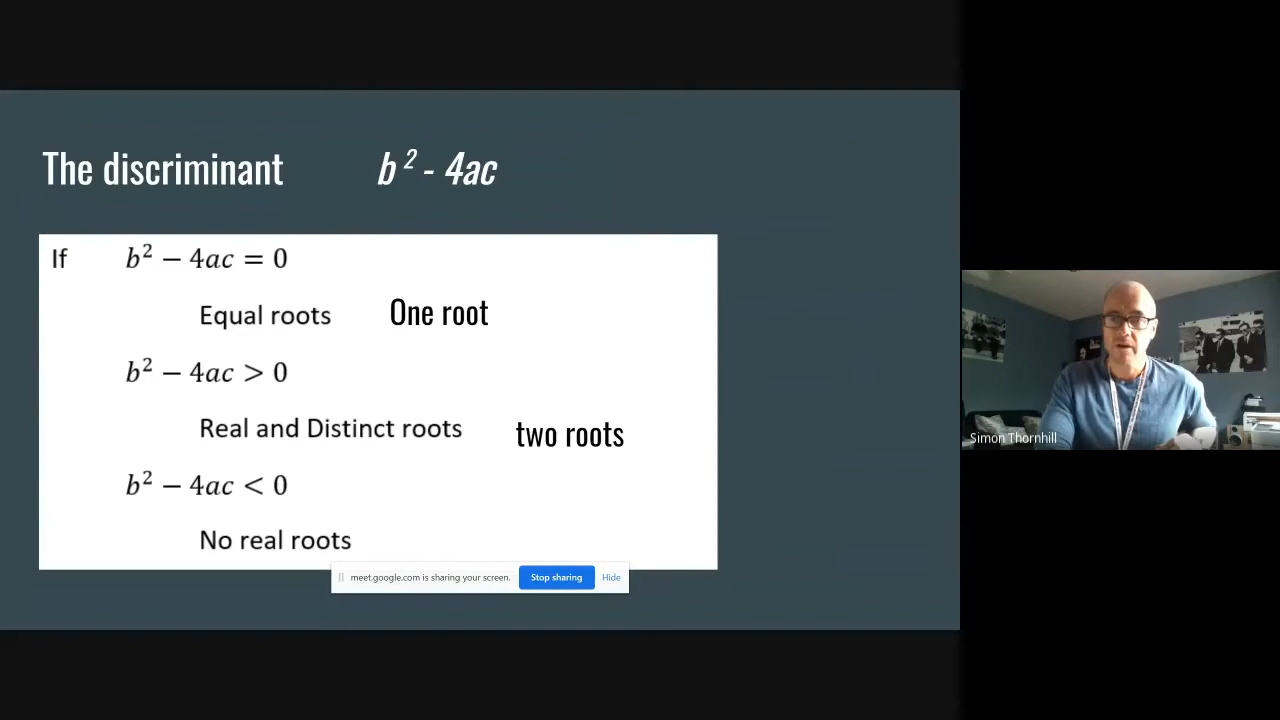 The discriminant b² - 4ac
If b² − 4ac = 0
Equal roots One root
b² − 4ac > 0
Real and Distinct roots two roots
b² − 4ac < 0
No real roots
meet.google.com is sharing your screen. Stop sharing Hide
Simon Thornhill